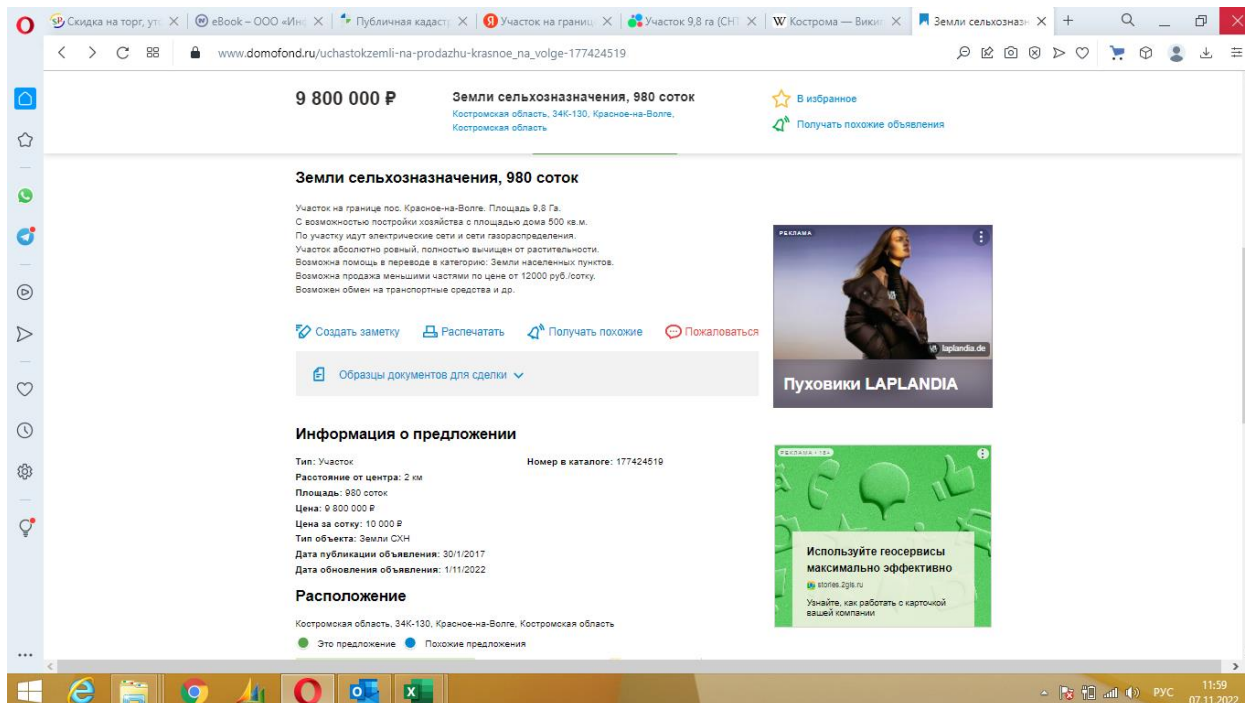 Скидка на торг, ут
eBook – ООО «Инс
Публичная кадастр
Участок на границ
Участок 9,8 га (СНТ
Кострома — Вики
Земли сельхозназн
www.domofond.ru/uchastokzemli-na-prodazhu-krasnoe_na_volge-177424519
9 800 000 ₽
Земли сельхозназначения, 980 соток
Костромская область, 34К-130, Красное-на-Волге,
Костромская область
В избранное
Получать похожие объявления
Земли сельхозназначения, 980 соток
Участок на границе пос. Красное-на-Волге. Площадь 9,8 Га.
С возможностью постройки хозяйства с площадью дома 500 кв.м.
По участку идут электрические сети и сети газораспределения.
Участок абсолютно ровный, полностью вычищен от растительности.
Возможна помощь в переводе в категорию: Земли населенных пунктов.
Возможна продажа меньшими частями по цене от 12000 руб./сотку.
Возможен обмен на транспортные средства и др.
Создать заметку
Распечатать
Получать похожие
Пожаловаться
Образцы документов для сделки
Информация о предложении
Тип: Участок
Номер в каталоге: 177424519
Расстояние от центра: 2 км
Площадь: 980 соток
Цена: 9 800 000 ₽
Цена за сотку: 10 000 ₽
Тип объекта: Земли СХН
Дата публикации объявления: 30/1/2017
Дата обновления объявления: 1/11/2022
Расположение
Костромская область, 34К-130, Красное-на-Волге, Костромская область
Это предложение
Похожие предложения
РЕКЛАМА
laplandia.de
Пуховики LAPLANDIA
РЕКЛАМА • 18+
Используйте геосервисы
максимально эффективно
stories.2gis.ru
Узнайте, как работать с карточкой
вашей компании
РУС
11:59
07.11.2022